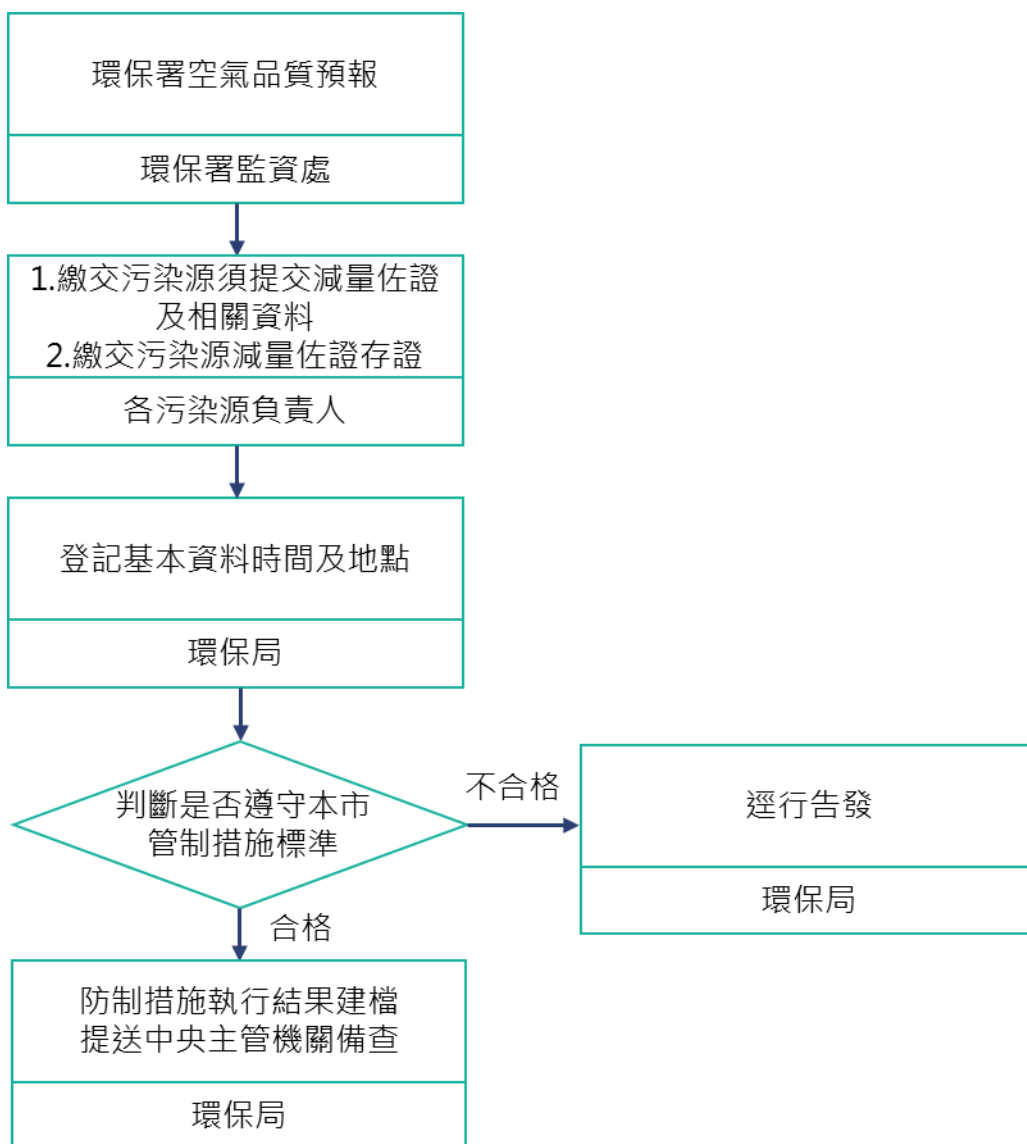 環保署空氣品質預報
環保署監資處
1.繳交污染源須提交減量佐證
及相關資料
2.繳交污染源減量佐證存證
各污染源負責人
登記基本資料時間及地點
環保局
判斷是否遵守本市
管制措施標準
不合格
逕行告發
環保局
合格
防制措施執行結果建檔
提送中央主管機關備查
環保局